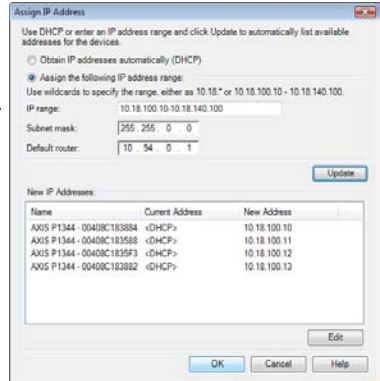 Assign IP Address
Use DHCP or enter an IP address range and click Update to automatically list available
addresses for the devices.
Obtain IP addresses automatically (DHCP)
Assign the following IP address range:
Use wildcards to specify the range, either as 10.18.* or 10.18.100.10 - 10.18.140.100.
IP range: 10.18.100.10-10.18.140.100
Subnet mask: 255 . 255 . 0 . 0
Default router: 10 . 54 . 0 . 1
Update
New IP Addresses:
Name Current Address New Address
AXIS P1344 - 00408C183884 <DHCP> 10.18.100.10
AXIS P1344 - 00408C183588 <DHCP> 10.18.100.11
AXIS P1344 - 00408C1835F3 <DHCP> 10.18.100.12
AXIS P1344 - 00408C183882 <DHCP> 10.18.100.13
Edit
OK Cancel Help